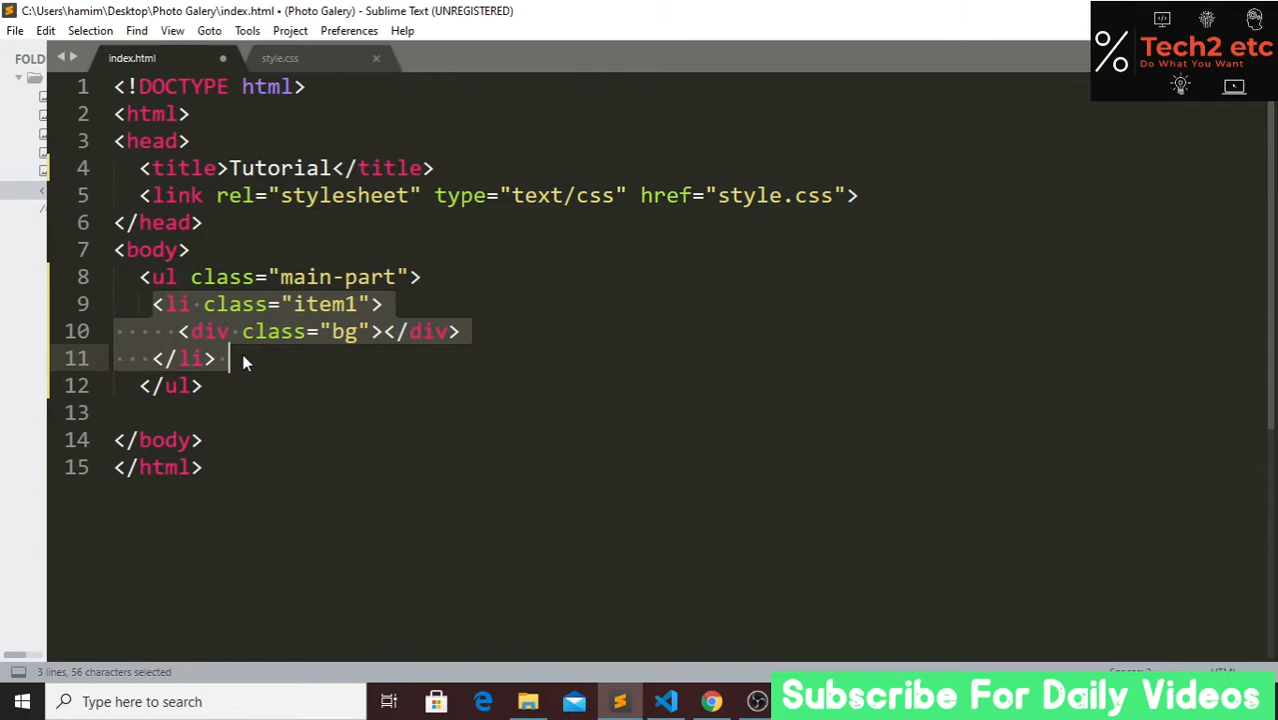 C:\Users\hamim\Desktop\Photo Galery\index.html • (Photo Galery) - Sublime Text (UNREGISTERED)
File Edit Selection Find View Goto Tools Project Preferences Help
Tech2 etc
Do What You Want
FOLD
index.html
style.css
1 <!DOCTYPE html>
2 <html>
3 <head>
4 <title>Tutorial</title>
5 <link rel="stylesheet" type="text/css" href="style.css">
6 </head>
7 <body>
8 <ul class="main-part">
9 <li class="item1">
10 <div class="bg"></div>
11 </li>
12 </ul>
13
14 </body>
15 </html>
3 lines, 56 characters selected
Type here to search
Subscribe For Daily Videos